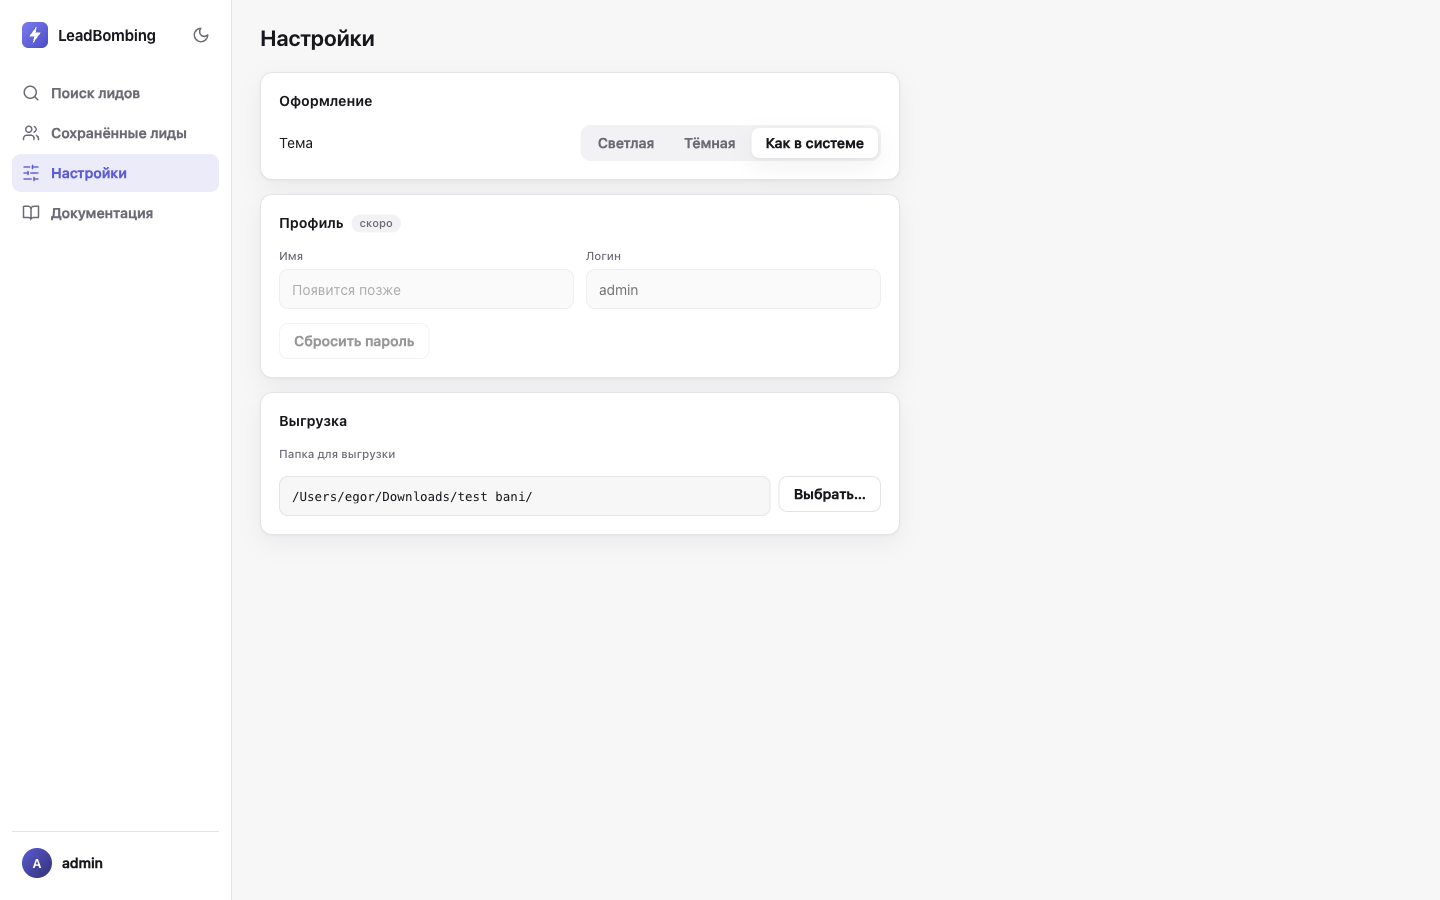 LeadBombing
Поиск лидов
Сохранённые лиды
Настройки
Документация
A
admin
Настройки
Оформление
Тема
Светлая
Тёмная
Как в системе
Профиль
скоро
Имя
Логин
Появится позже
admin
Сбросить пароль
Выгрузка
Папка для выгрузки
/Users/egor/Downloads/test bani/
Выбрать...